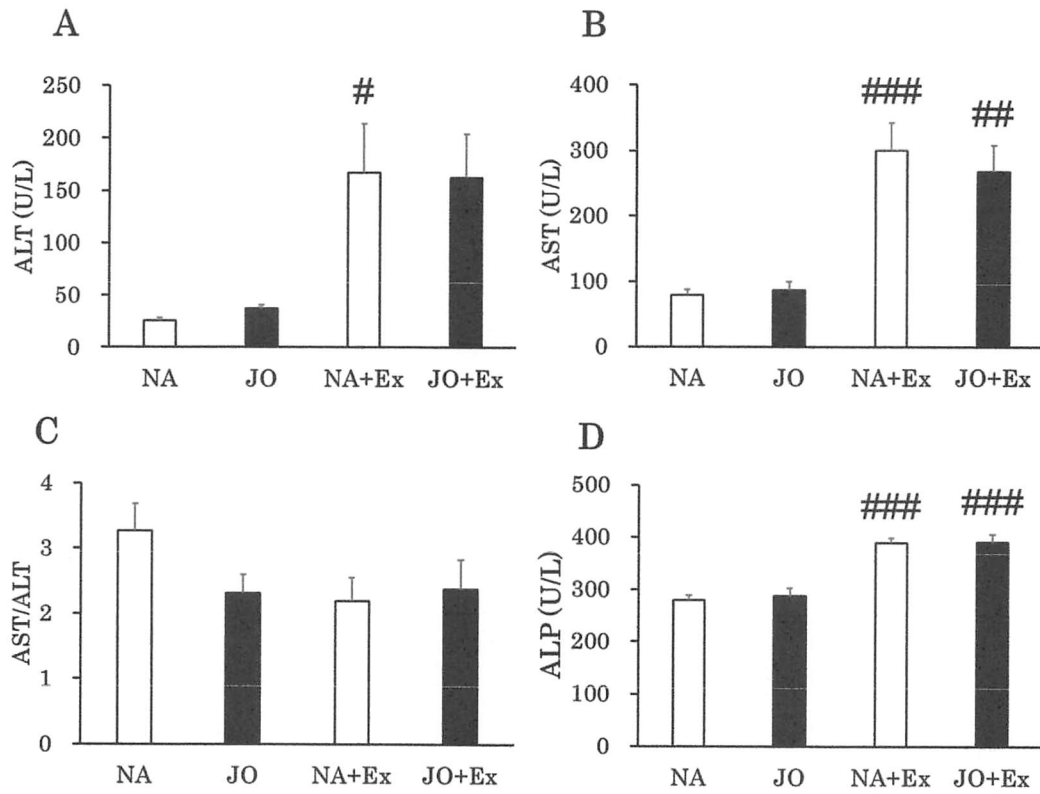 A
ALT (U/L)
250
200
150
100
50
0
#
NA JO NA+Ex JO+Ex
B
AST (U/L)
400
300
200
100
0
### ##
NA JO NA+Ex JO+Ex
C
AST/ALT
4
3
2
1
0
NA JO NA+Ex JO+Ex
D
ALP (U/L)
500
400
300
200
100
0
### ###
NA JO NA+Ex JO+Ex